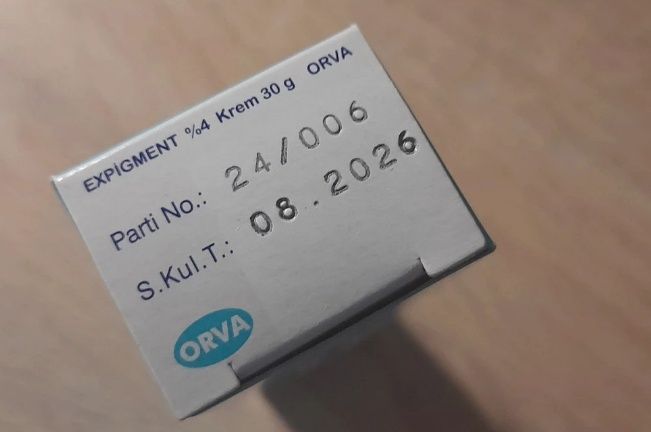 EXPİGMENT %4 Krem 30 g ORVA
Parti No.: 24/006
S.Kul.T.: 08.2026
ORVA